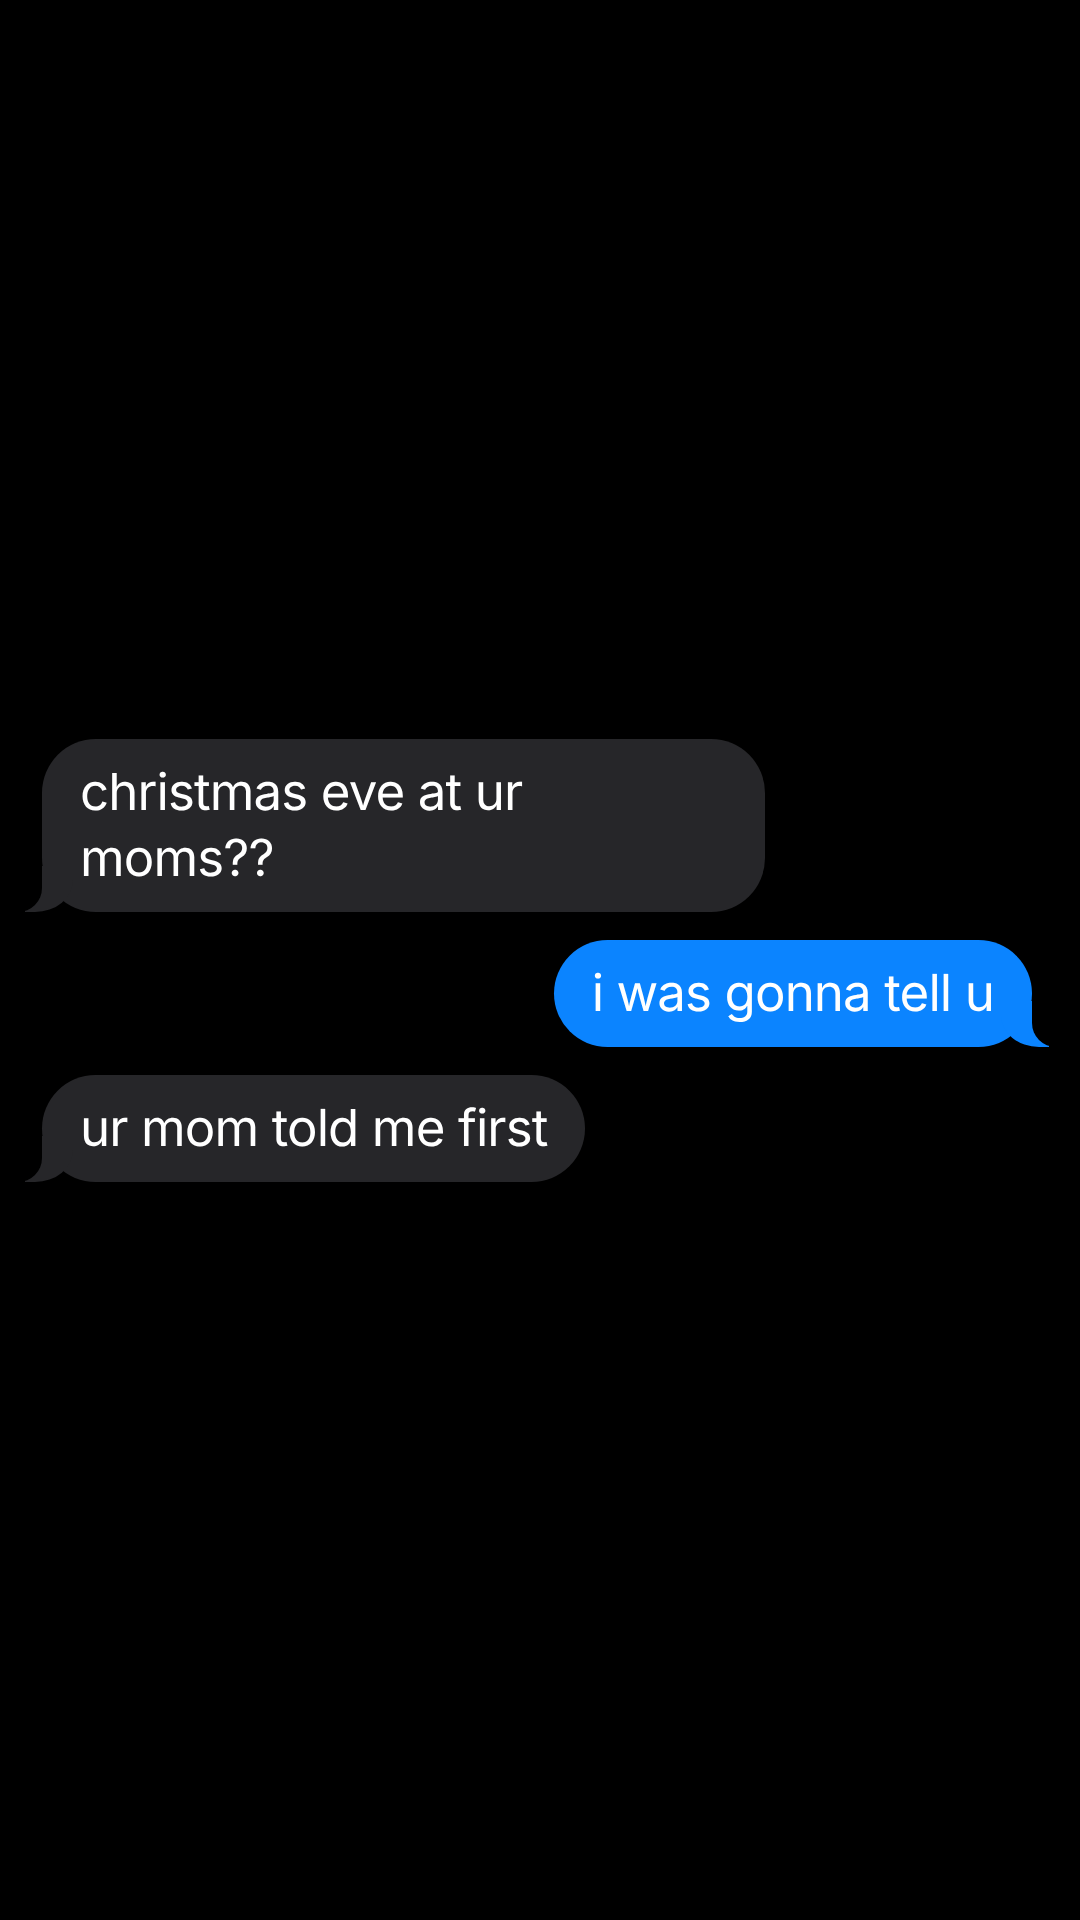 christmas eve at ur
moms??
i was gonna tell u
ur mom told me first